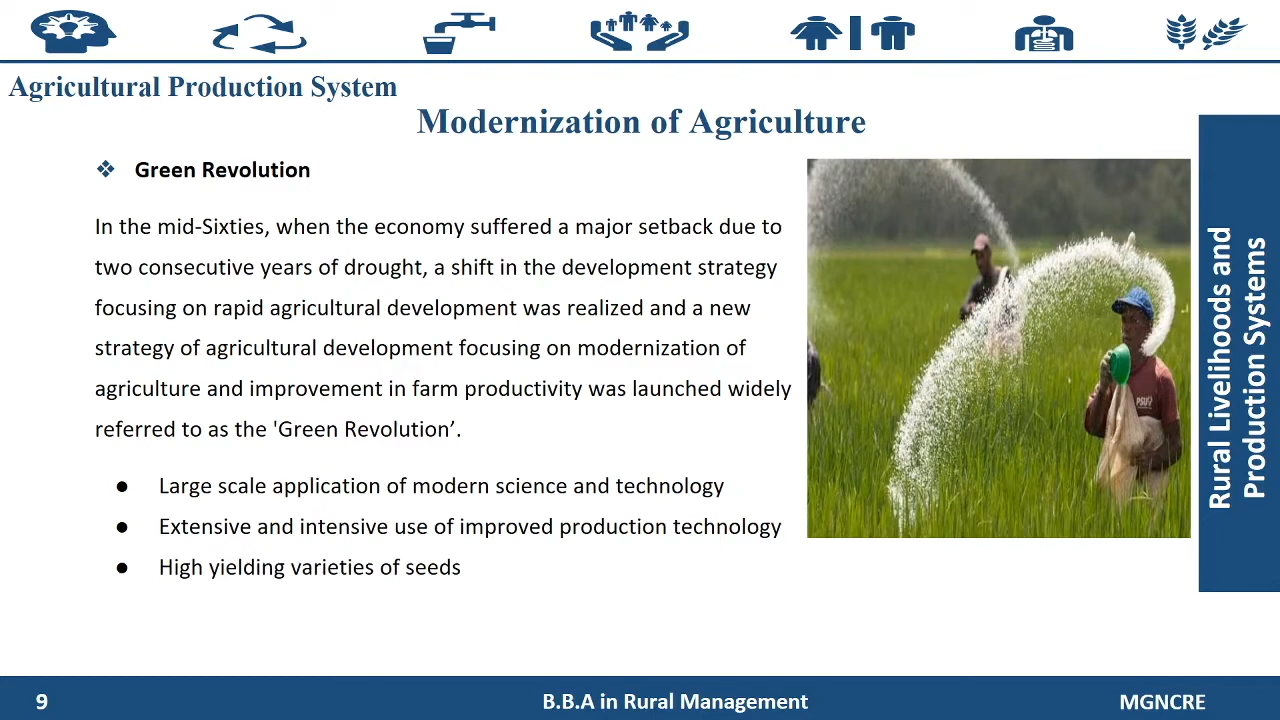 Agricultural Production System
Modernization of Agriculture
❖ Green Revolution
In the mid-Sixties, when the economy suffered a major setback due to
two consecutive years of drought, a shift in the development strategy
focusing on rapid agricultural development was realized and a new
strategy of agricultural development focusing on modernization of
agriculture and improvement in farm productivity was launched widely
referred to as the 'Green Revolution’.
● Large scale application of modern science and technology
● Extensive and intensive use of improved production technology
● High yielding varieties of seeds
PSU
Rural Livelihoods and
Production Systems
9
B.B.A in Rural Management
MGNCRE